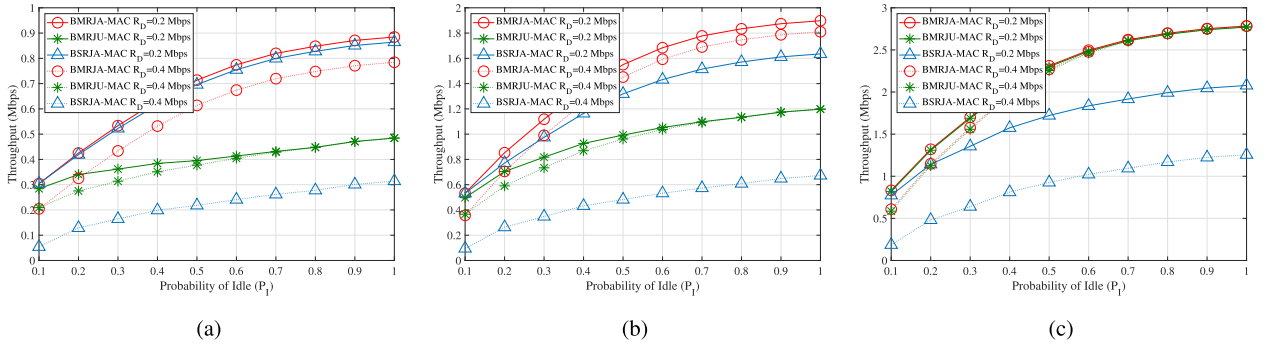 1
0.9
0.8
0.7
0.6
0.5
0.4
0.3
0.2
0.1
0
Throughput (Mbps)
BMRJA-MAC R_D=0.2 Mbps
BMRJU-MAC R_D=0.2 Mbps
BSRJA-MAC R_D=0.2 Mbps
BMRJA-MAC R_D=0.4 Mbps
BMRJU-MAC R_D=0.4 Mbps
BSRJA-MAC R_D=0.4 Mbps
0.1 0.2 0.3 0.4 0.5 0.6 0.7 0.8 0.9 1
Probability of Idle (P_I)
(a)
2
1.8
1.6
1.4
1.2
1
0.8
0.6
0.4
0.2
0
Throughput (Mbps)
BMRJA-MAC R_D=0.2 Mbps
BMRJU-MAC R_D=0.2 Mbps
BSRJA-MAC R_D=0.2 Mbps
BMRJA-MAC R_D=0.4 Mbps
BMRJU-MAC R_D=0.4 Mbps
BSRJA-MAC R_D=0.4 Mbps
0.1 0.2 0.3 0.4 0.5 0.6 0.7 0.8 0.9 1
Probability of Idle (P_I)
(b)
3
2.5
2
1.5
1
0.5
0
Throughput (Mbps)
BMRJA-MAC R_D=0.2 Mbps
BMRJU-MAC R_D=0.2 Mbps
BSRJA-MAC R_D=0.2 Mbps
BMRJA-MAC R_D=0.4 Mbps
BMRJU-MAC R_D=0.4 Mbps
BSRJA-MAC R_D=0.4 Mbps
0.1 0.2 0.3 0.4 0.5 0.6 0.7 0.8 0.9 1
Probability of Idle (P_I)
(c)